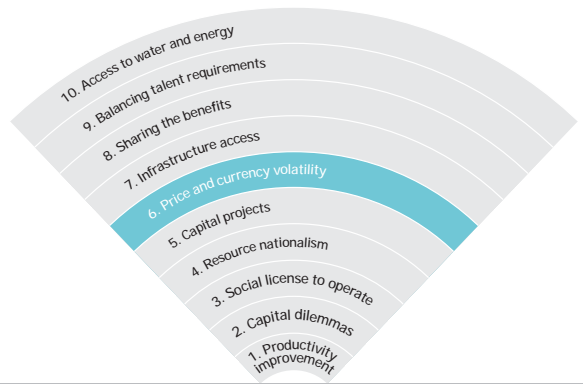 10. Access to water and energy
9. Balancing talent requirements
8. Sharing the benefits
7. Infrastructure access
6. Price and currency volatility
5. Capital projects
4. Resource nationalism
3. Social license to operate
2. Capital dilemmas
1. Productivity
improvement